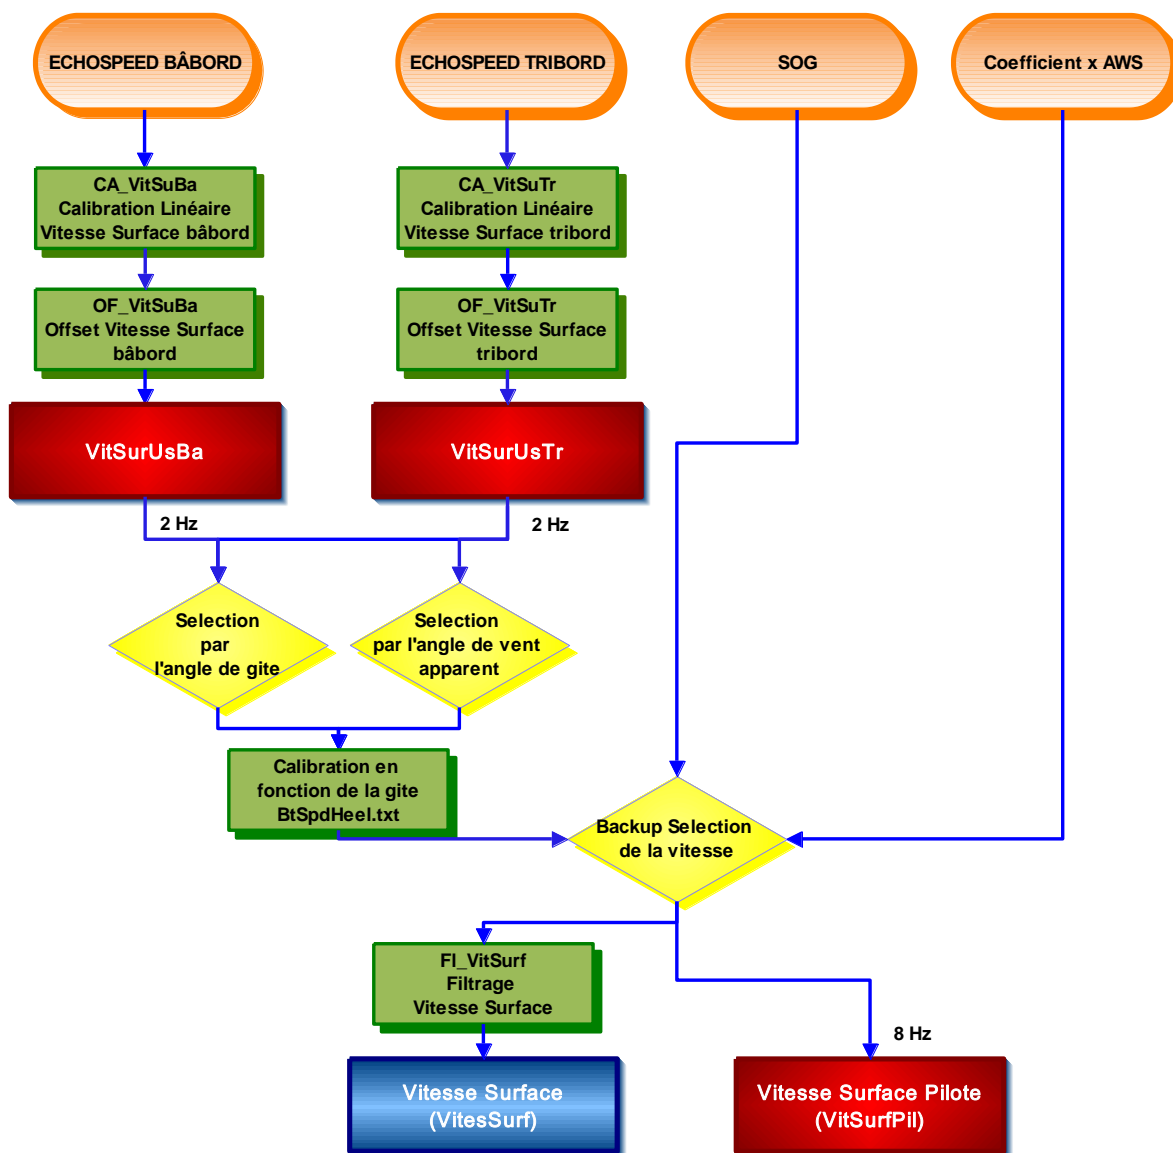 ECHOSPEED BÂBORD
ECHOSPEED TRIBORD
SOG
Coefficient x AWS
CA_VitSuBa
Calibration Linéaire
Vitesse Surface bâbord
CA_VitSuTr
Calibration Linéaire
Vitesse Surface tribord
OF_VitSuBa
Offset Vitesse Surface
bâbord
OF_VitSuTr
Offset Vitesse Surface
tribord
VitSurUsBa
VitSurUsTr
2 Hz
2 Hz
Selection
par
l'angle de gite
Selection
par l'angle de vent
apparent
Calibration en
fonction de la gite
BtSpdHeel.txt
Backup Selection
de la vitesse
FI_VitSurf
Filtrage
Vitesse Surface
8 Hz
Vitesse Surface
(VitesSurf)
Vitesse Surface Pilote
(VitSurfPil)